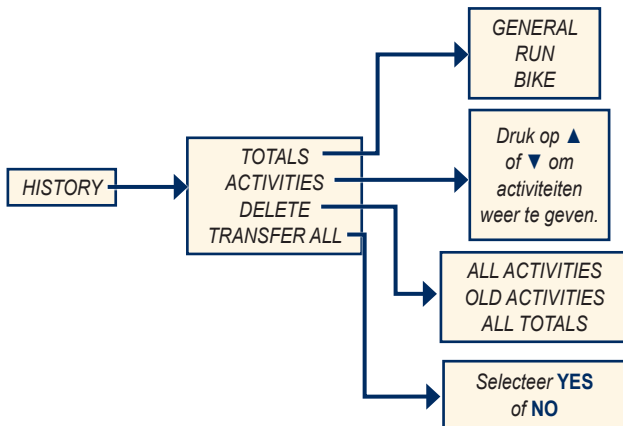 HISTORY
TOTALS
ACTIVITIES
DELETE
TRANSFER ALL
GENERAL
RUN
BIKE
Druk op ▲
of ▼ om
activiteiten
weer te geven.
ALL ACTIVITIES
OLD ACTIVITIES
ALL TOTALS
Selecteer YES
of NO